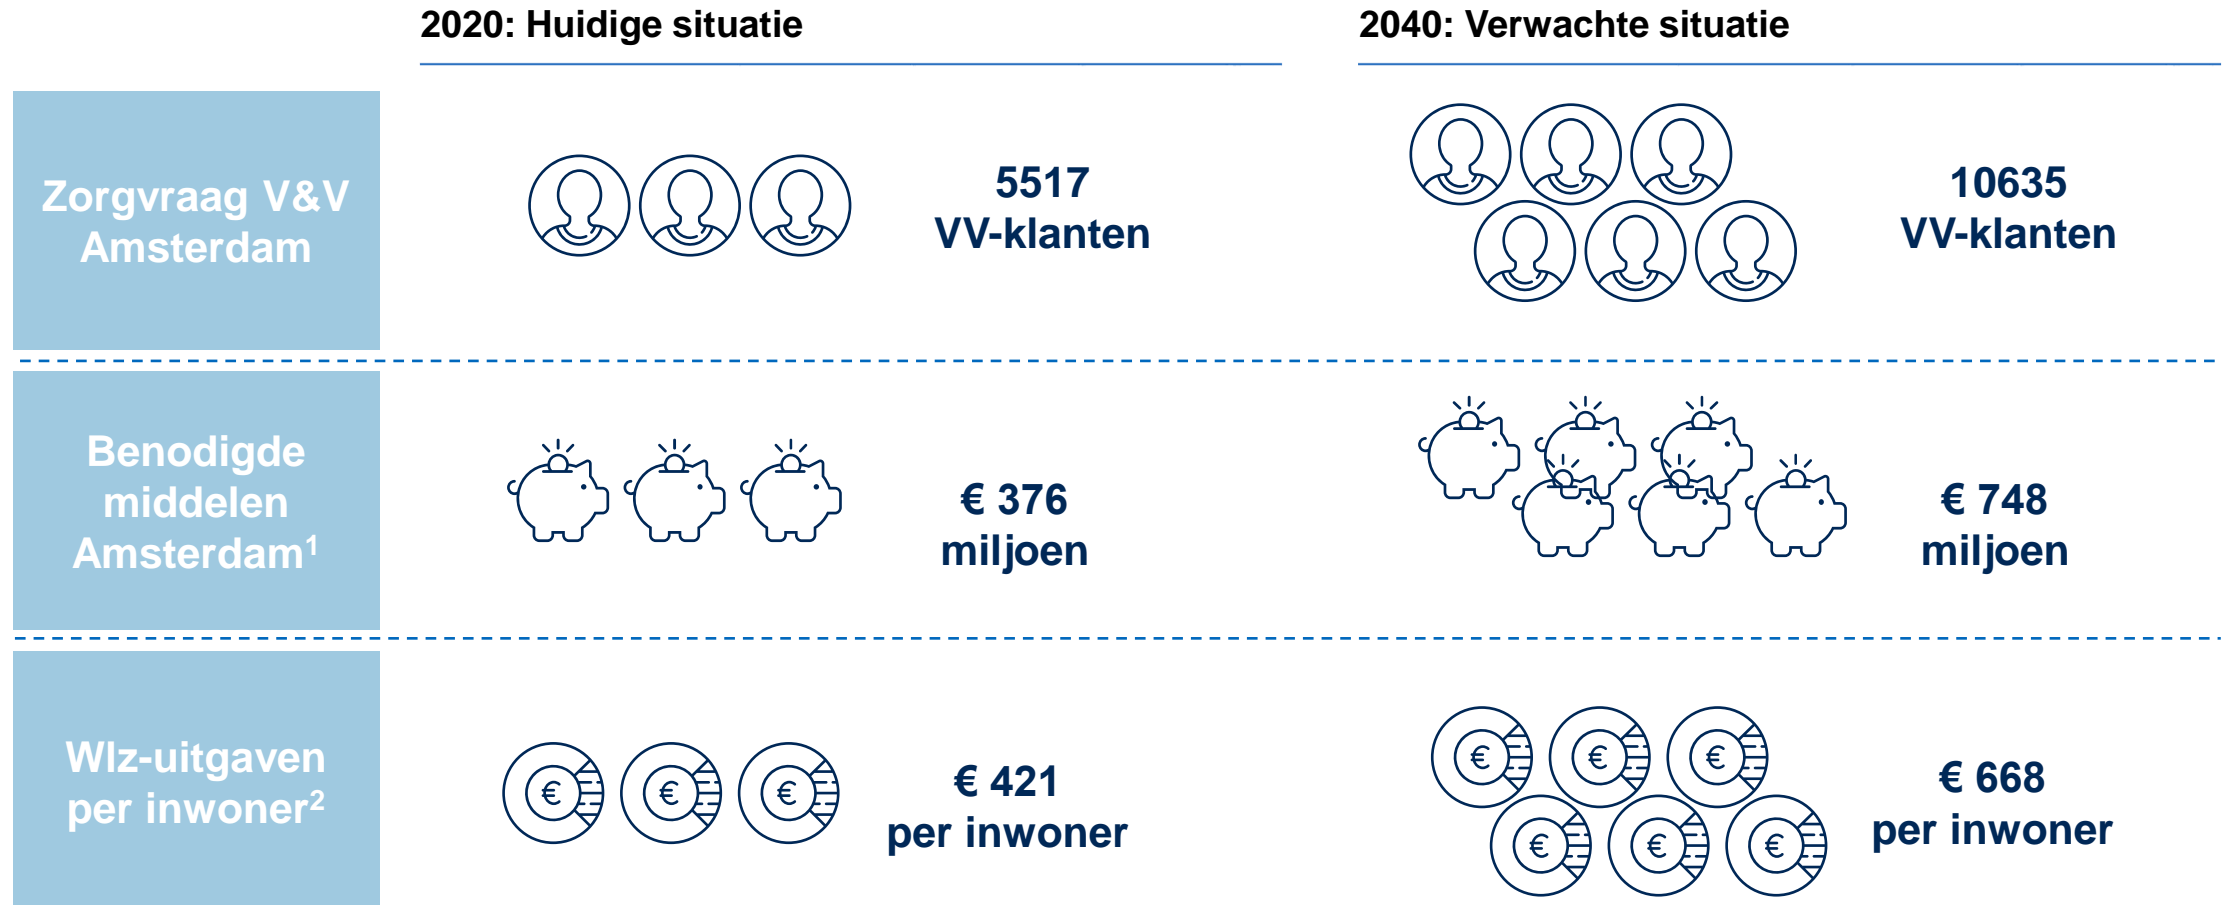 2020: Huidige situatie
2040: Verwachte situatie
Zorgvraag V&V
Amsterdam
5517
VV-klanten
10635
VV-klanten
Benodigde
middelen
Amsterdam¹
€ 376
miljoen
€ 748
miljoen
Wlz-uitgaven
per inwoner²
€ 421
per inwoner
€ 668
per inwoner